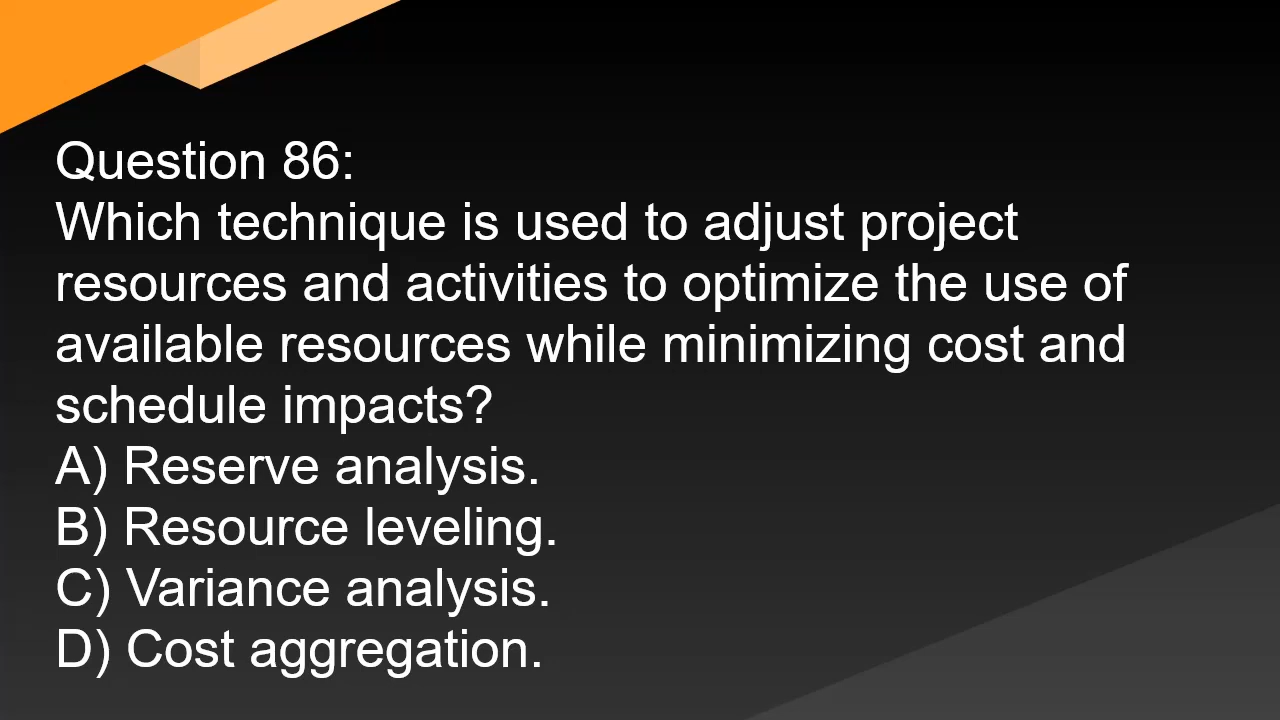 Question 86:
Which technique is used to adjust project
resources and activities to optimize the use of
available resources while minimizing cost and
schedule impacts?
A) Reserve analysis.
B) Resource leveling.
C) Variance analysis.
D) Cost aggregation.